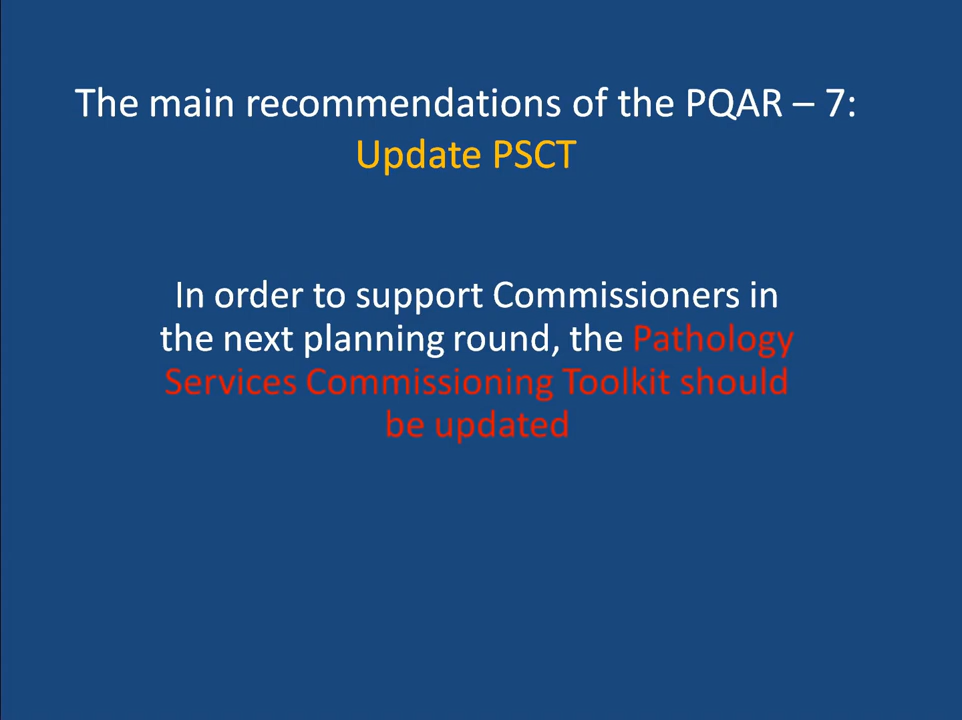 The main recommendations of the PQAR – 7:
Update PSCT
In order to support Commissioners in
the next planning round, the Pathology
Services Commissioning Toolkit should
be updated